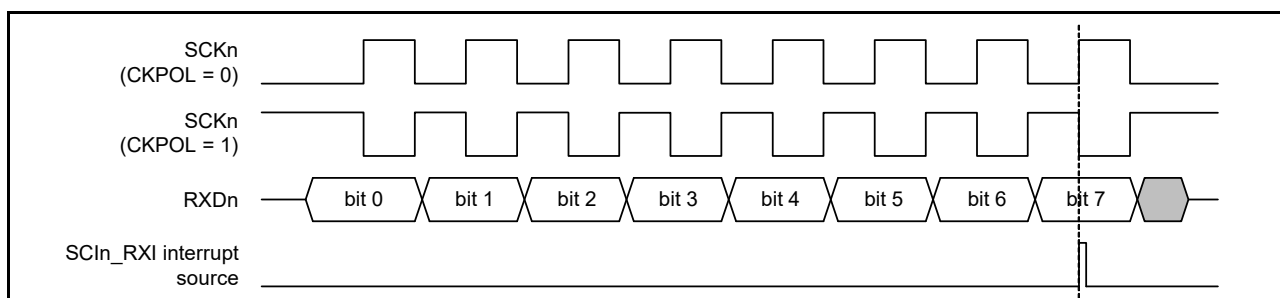 SCKn
(CKPOL = 0)
SCKn
(CKPOL = 1)
RXDn
bit 0 bit 1 bit 2 bit 3 bit 4 bit 5 bit 6 bit 7
SCIn_RXI interrupt
source